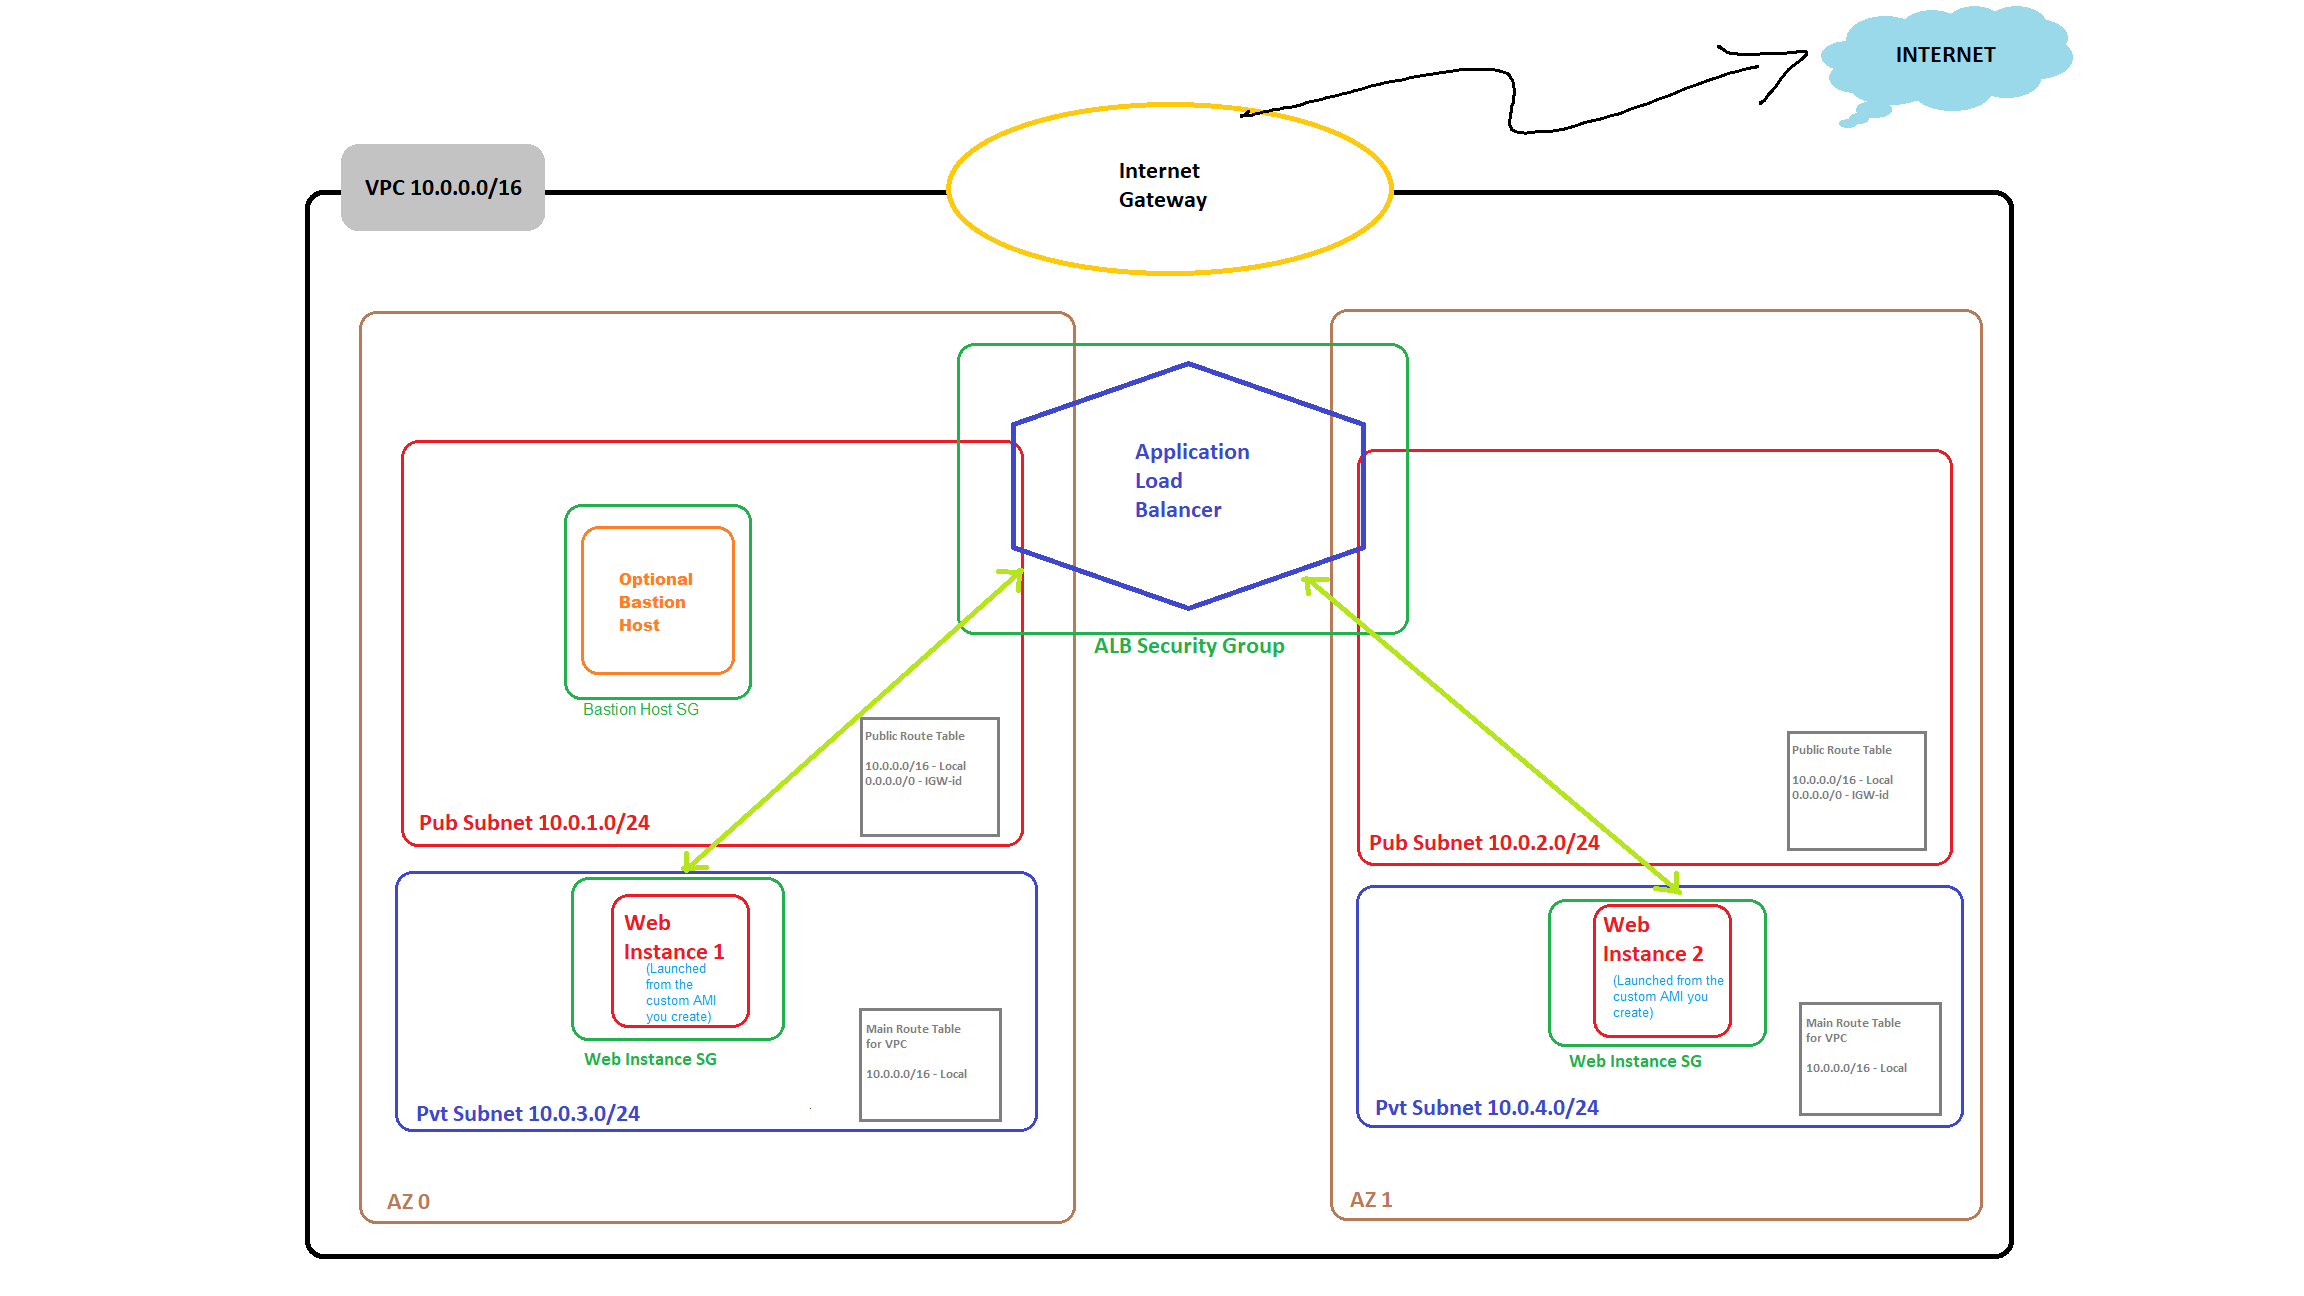 INTERNET
Internet
Gateway
VPC 10.0.0.0/16
Application
Load
Balancer
ALB Security Group
Optional
Bastion
Host
Bastion Host SG
Public Route Table
10.0.0.0/16 - Local
0.0.0.0/0 - IGW-id
Pub Subnet 10.0.1.0/24
Public Route Table
10.0.0.0/16 - Local
0.0.0.0/0 - IGW-id
Pub Subnet 10.0.2.0/24
Web
Instance 1
(Launched
from the
custom AMI
you create)
Web Instance SG
Main Route Table
for VPC
10.0.0.0/16 - Local
Pvt Subnet 10.0.3.0/24
Web
Instance 2
(Launched from the
custom AMI you
create)
Web Instance SG
Main Route Table
for VPC
10.0.0.0/16 - Local
Pvt Subnet 10.0.4.0/24
AZ 0
AZ 1